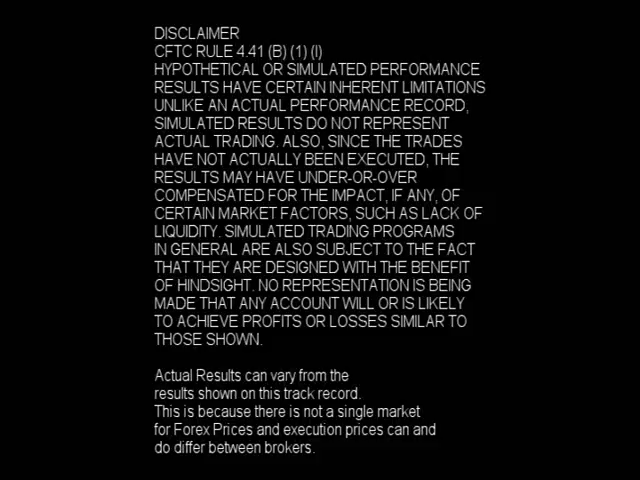 DISCLAIMER
CFTC RULE 4.41 (B) (1) (I)
HYPOTHETICAL OR SIMULATED PERFORMANCE
RESULTS HAVE CERTAIN INHERENT LIMITATIONS
UNLIKE AN ACTUAL PERFORMANCE RECORD,
SIMULATED RESULTS DO NOT REPRESENT
ACTUAL TRADING. ALSO, SINCE THE TRADES
HAVE NOT ACTUALLY BEEN EXECUTED, THE
RESULTS MAY HAVE UNDER-OR-OVER
COMPENSATED FOR THE IMPACT, IF ANY, OF
CERTAIN MARKET FACTORS, SUCH AS LACK OF
LIQUIDITY. SIMULATED TRADING PROGRAMS
IN GENERAL ARE ALSO SUBJECT TO THE FACT
THAT THEY ARE DESIGNED WITH THE BENEFIT
OF HINDSIGHT. NO REPRESENTATION IS BEING
MADE THAT ANY ACCOUNT WILL OR IS LIKELY
TO ACHIEVE PROFITS OR LOSSES SIMILAR TO
THOSE SHOWN.
Actual Results can vary from the
results shown on this track record.
This is because there is not a single market
for Forex Prices and execution prices can and
do differ between brokers.